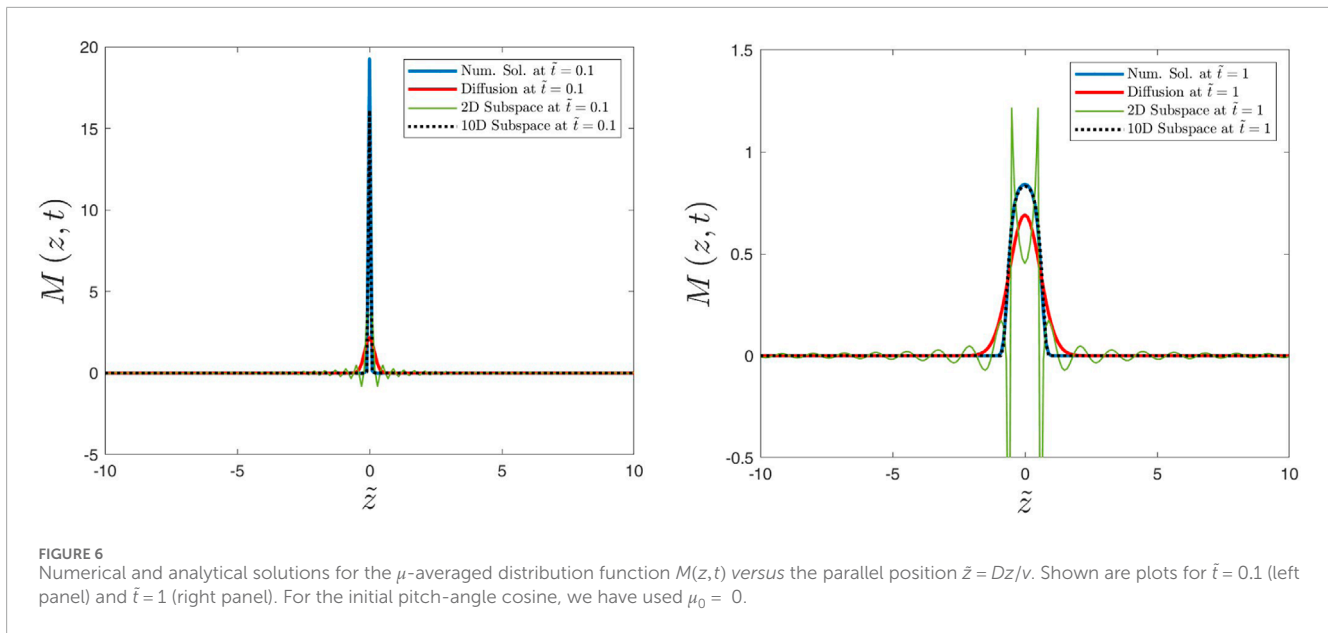 20
15
10
5
0
-5
-10
-5
0
5
10
M (z, t)
z̃
Num. Sol. at t̃ = 0.1
Diffusion at t̃ = 0.1
2D Subspace at t̃ = 0.1
10D Subspace at t̃ = 0.1
1.5
1
0.5
0
-0.5
-10
-5
0
5
10
M (z, t)
z̃
Num. Sol. at t̃ = 1
Diffusion at t̃ = 1
2D Subspace at t̃ = 1
10D Subspace at t̃ = 1
FIGURE 6
Numerical and analytical solutions for the μ-averaged distribution function M(z,t) versus the parallel position z̃ = Dz/v. Shown are plots for t̃ = 0.1 (left
panel) and t̃ = 1 (right panel). For the initial pitch-angle cosine, we have used μ₀ = 0.